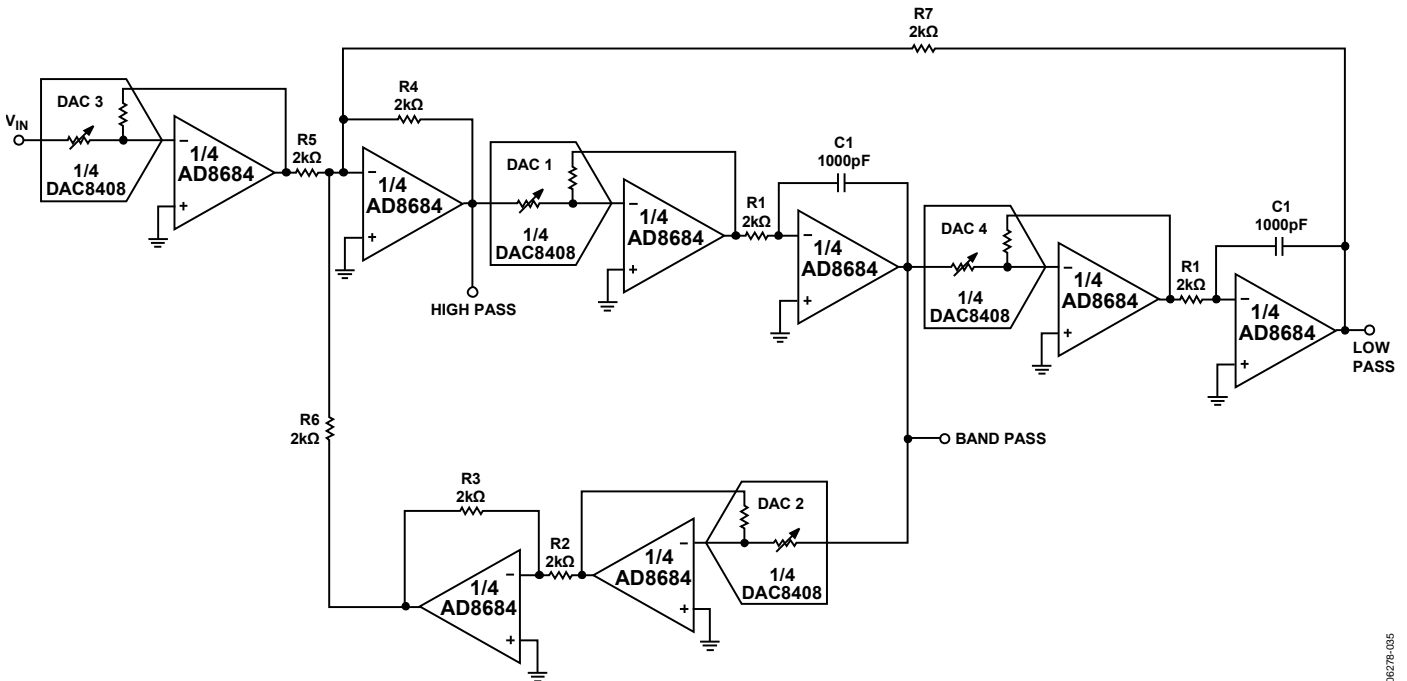 R7
2kΩ
DAC 3
VIN
1/4
DAC8408
1/4
AD8684
R5
2kΩ
R4
2kΩ
1/4
AD8684
HIGH PASS
DAC 1
1/4
DAC8408
1/4
AD8684
R1
2kΩ
C1
1000pF
1/4
AD8684
DAC 4
1/4
DAC8408
1/4
AD8684
R1
2kΩ
C1
1000pF
1/4
AD8684
LOW
PASS
R6
2kΩ
BAND PASS
R3
2kΩ
1/4
AD8684
R2
2kΩ
1/4
AD8684
DAC 2
1/4
DAC8408
06278-035